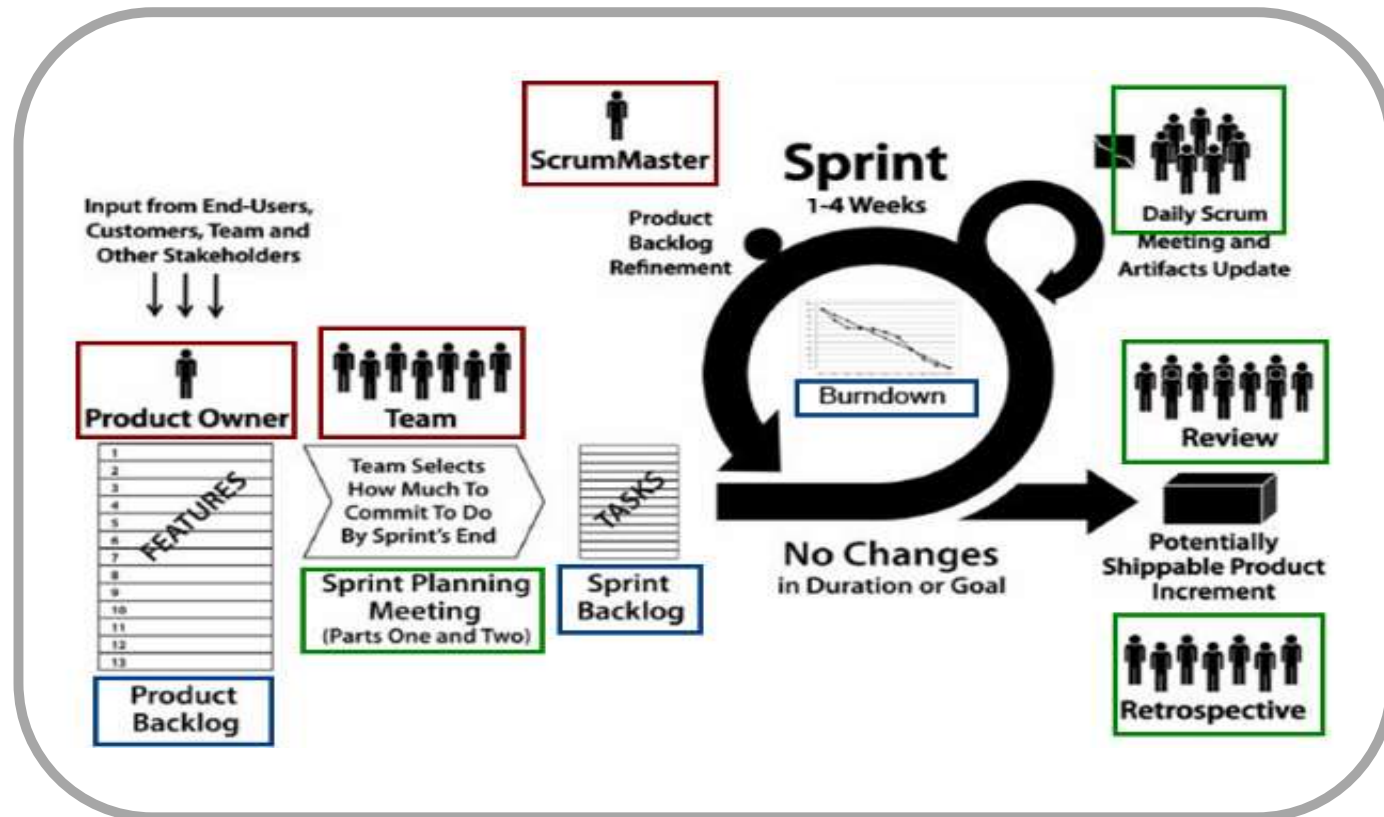 ScrumMaster
Sprint
1-4 Weeks
Input from End-Users,
Customers, Team and
Other Stakeholders
Product
Backlog
Refinement
Daily Scrum
Meeting and
Artifacts Update
Product Owner
Team
Burndown
Review
1
2
3
4
5
6
7
8
9
10
11
12
13
FEATURES
Team Selects
How Much To
Commit To Do
By Sprint's End
TASKS
No Changes
in Duration or Goal
Potentially
Shippable Product
Increment
Sprint Planning
Meeting
(Parts One and Two)
Sprint
Backlog
Product
Backlog
Retrospective